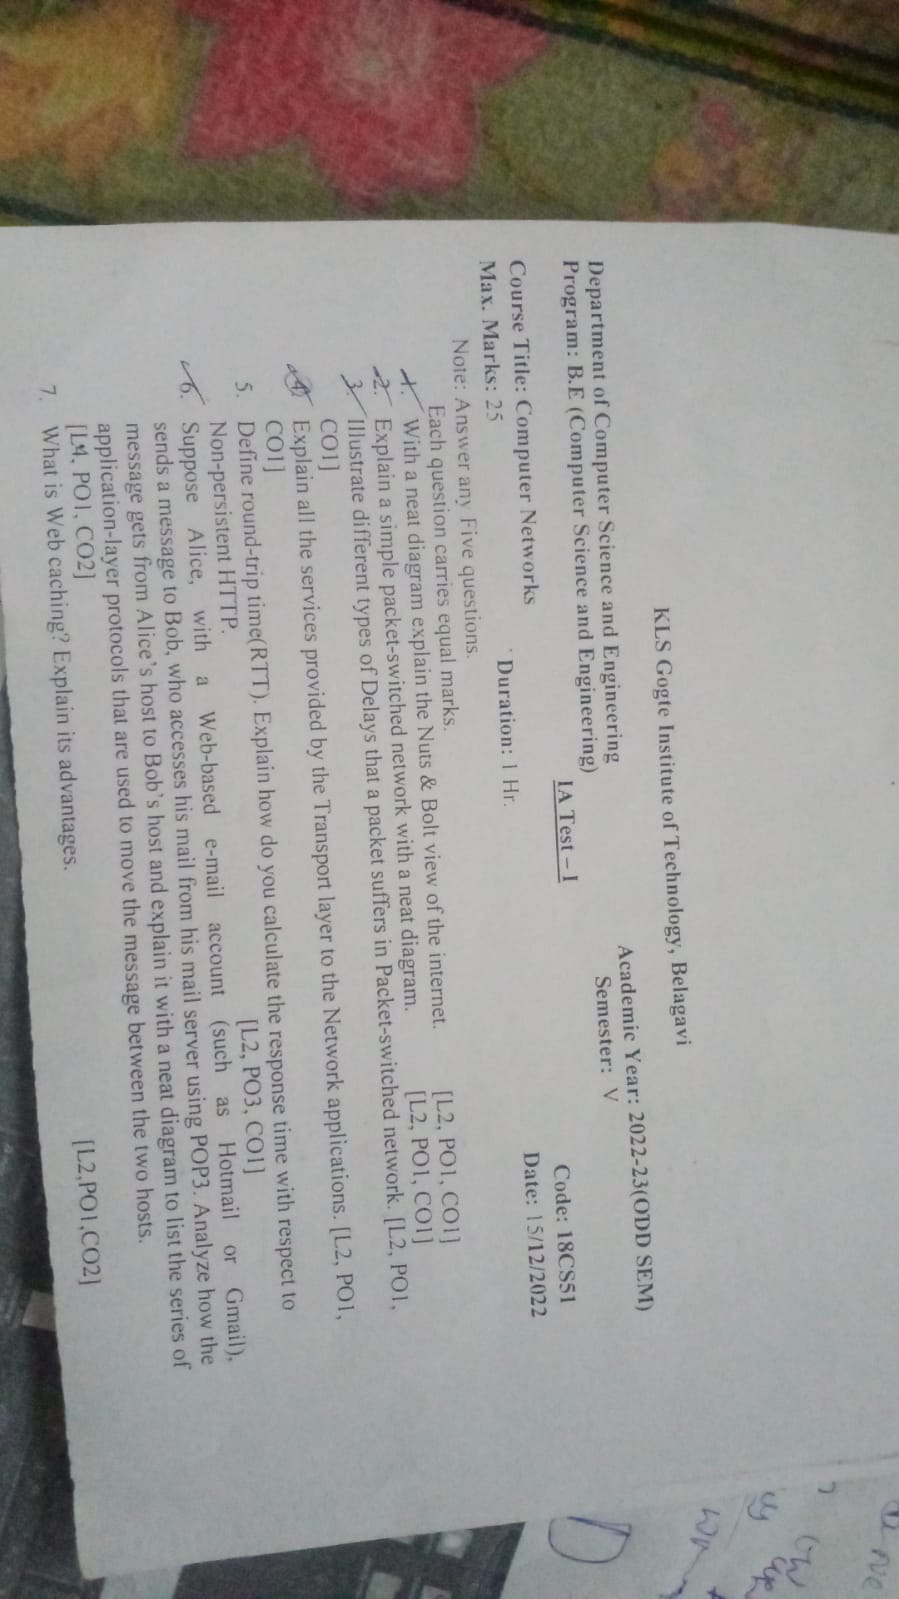 KLS Gogte Institute of Technology, Belagavi
Department of Computer Science and Engineering
Academic Year: 2022-23(ODD SEM)
Program: B.E (Computer Science and Engineering)
Semester: V
IA Test – I
Course Title: Computer Networks
Code: 18CS51
Max. Marks: 25
Duration: 1 Hr.
Date: 15/12/2022
Note: Answer any Five questions.
Each question carries equal marks.
1. With a neat diagram explain the Nuts & Bolt view of the internet. [L2, PO1, CO1]
2. Explain a simple packet-switched network with a neat diagram. [L2, PO1, CO1]
3. Illustrate different types of Delays that a packet suffers in Packet-switched network. [L2, PO1,
CO1]
4. Explain all the services provided by the Transport layer to the Network applications. [L2, PO1,
CO1]
5. Define round-trip time(RTT). Explain how do you calculate the response time with respect to
Non-persistent HTTP. [L2, PO3, CO1]
6. Suppose Alice, with a Web-based e-mail account (such as Hotmail or Gmail),
sends a message to Bob, who accesses his mail from his mail server using POP3. Analyze how the
message gets from Alice's host to Bob's host and explain it with a neat diagram to list the series of
application-layer protocols that are used to move the message between the two hosts.
[L4, PO1, CO2]
7. What is Web caching? Explain its advantages. [L2,PO1,CO2]
D